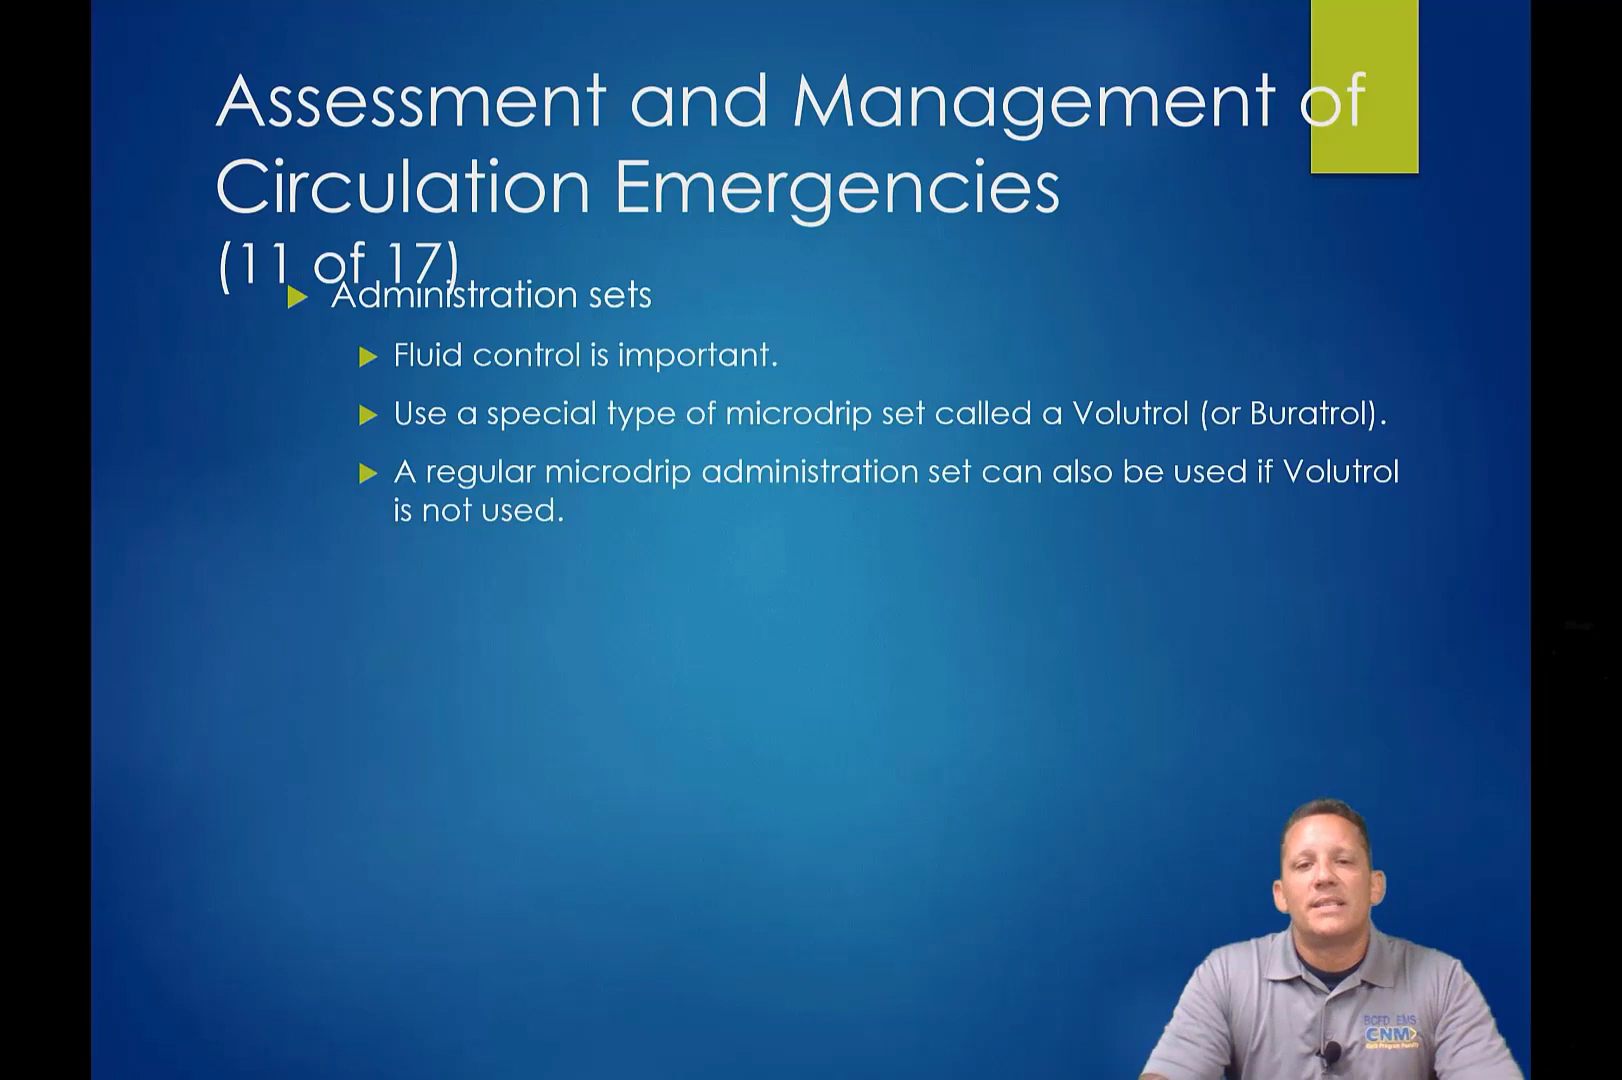 Assessment and Management of
Circulation Emergencies
(11 of 17)
Administration sets
Fluid control is important.
Use a special type of microdrip set called a Volutrol (or Buratrol).
A regular microdrip administration set can also be used if Volutrol
is not used.
BCFD EMS
CNM